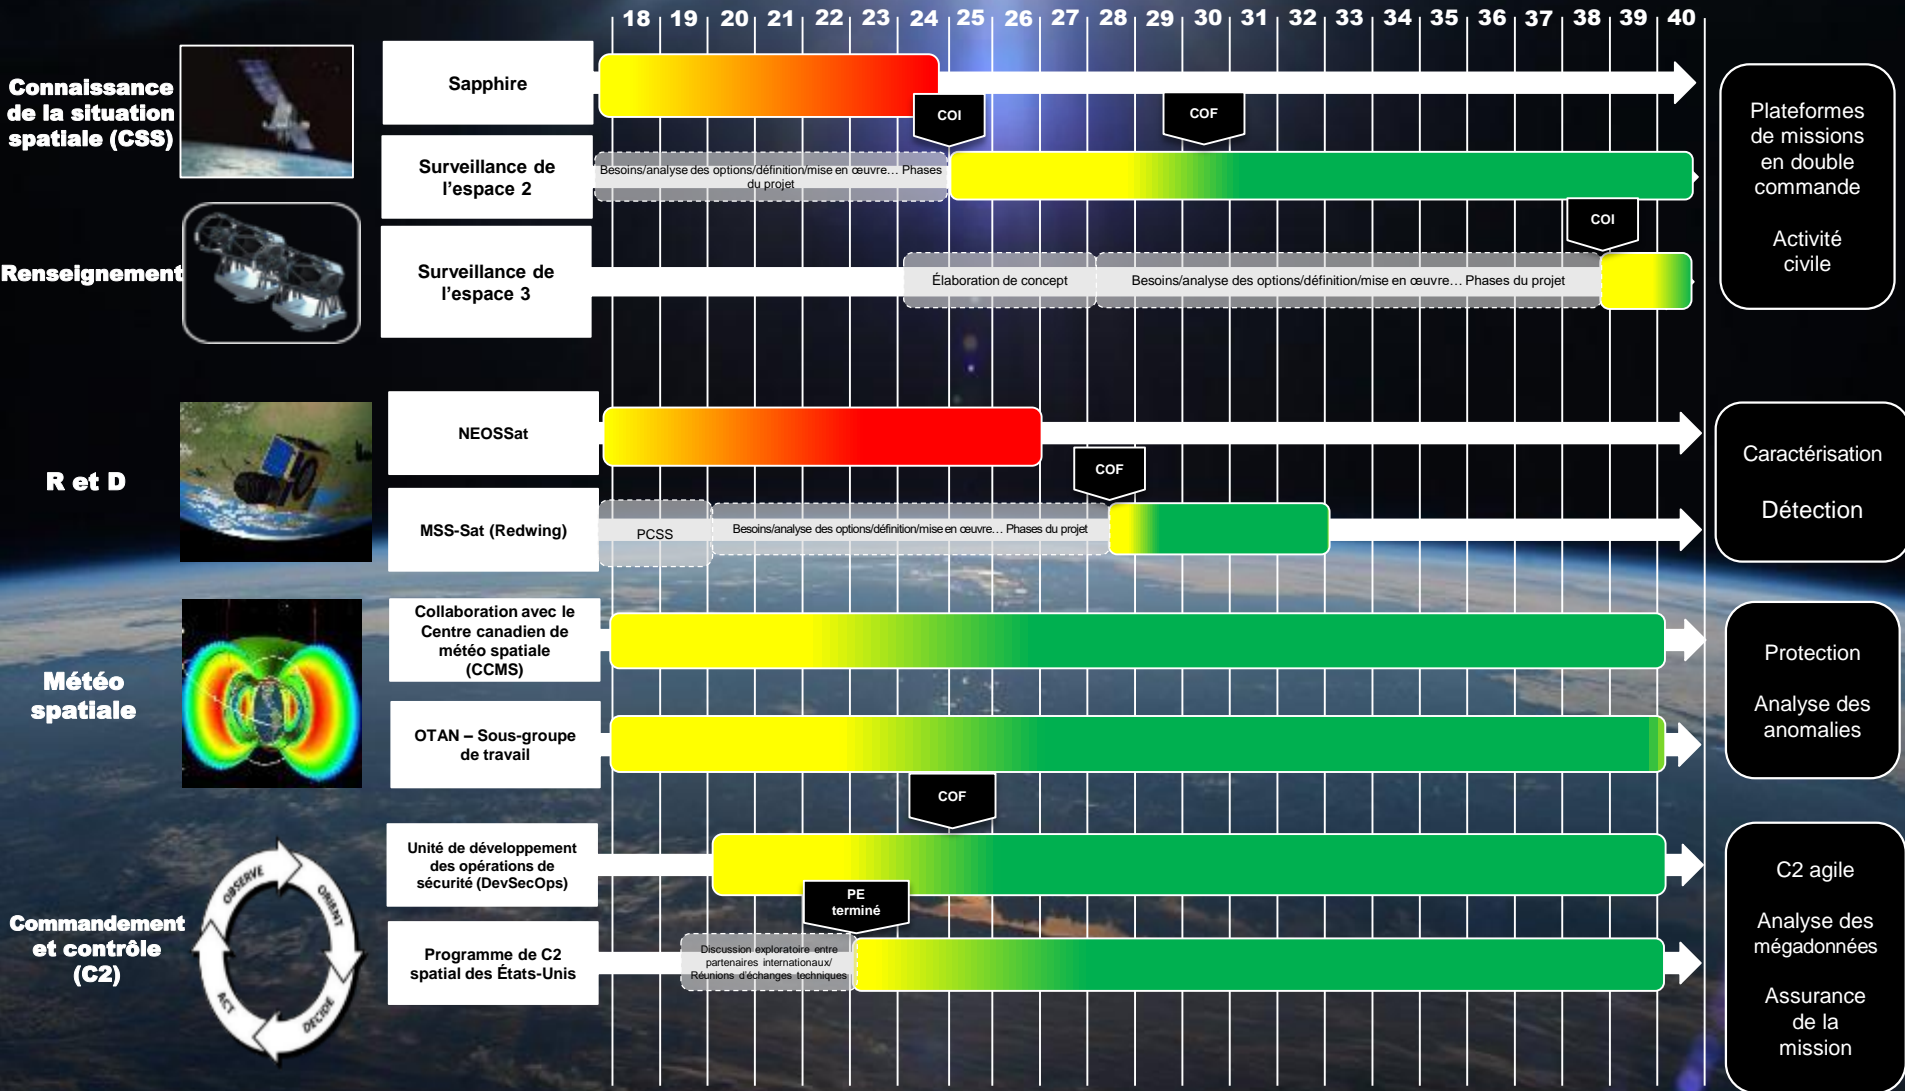 18 19 20 21 22 23 24 25 26 27 28 29 30 31 32 33 34 35 36 37 38 39 40
Connaissance
de la situation
spatiale (CSS)
Sapphire
COI
COF
Surveillance de
l'espace 2
Besoins/analyse des options/définition/mise en œuvre… Phases
du projet
Plateformes
de missions
en double
commande
Activité
civile
Renseignement
Surveillance de
l'espace 3
Élaboration de concept
Besoins/analyse des options/définition/mise en œuvre… Phases du projet
COI
R et D
NEOSSat
COF
MSS-Sat (Redwing)
PCSS
Besoins/analyse des options/définition/mise en œuvre… Phases du projet
Caractérisation
Détection
Météo
spatiale
Collaboration avec le
Centre canadien de
météo spatiale
(CCMS)
OTAN – Sous-groupe
de travail
Protection
Analyse des
anomalies
COF
Commandement
et contrôle
(C2)
OBSERVE
ORIENT
DECIDE
ACT
Unité de développement
des opérations de
sécurité (DevSecOps)
PE
terminé
Programme de C2
spatial des États-Unis
Discussion exploratoire entre
partenaires internationaux/
Réunions d'échanges techniques
C2 agile
Analyse des
mégadonnées
Assurance
de la
mission